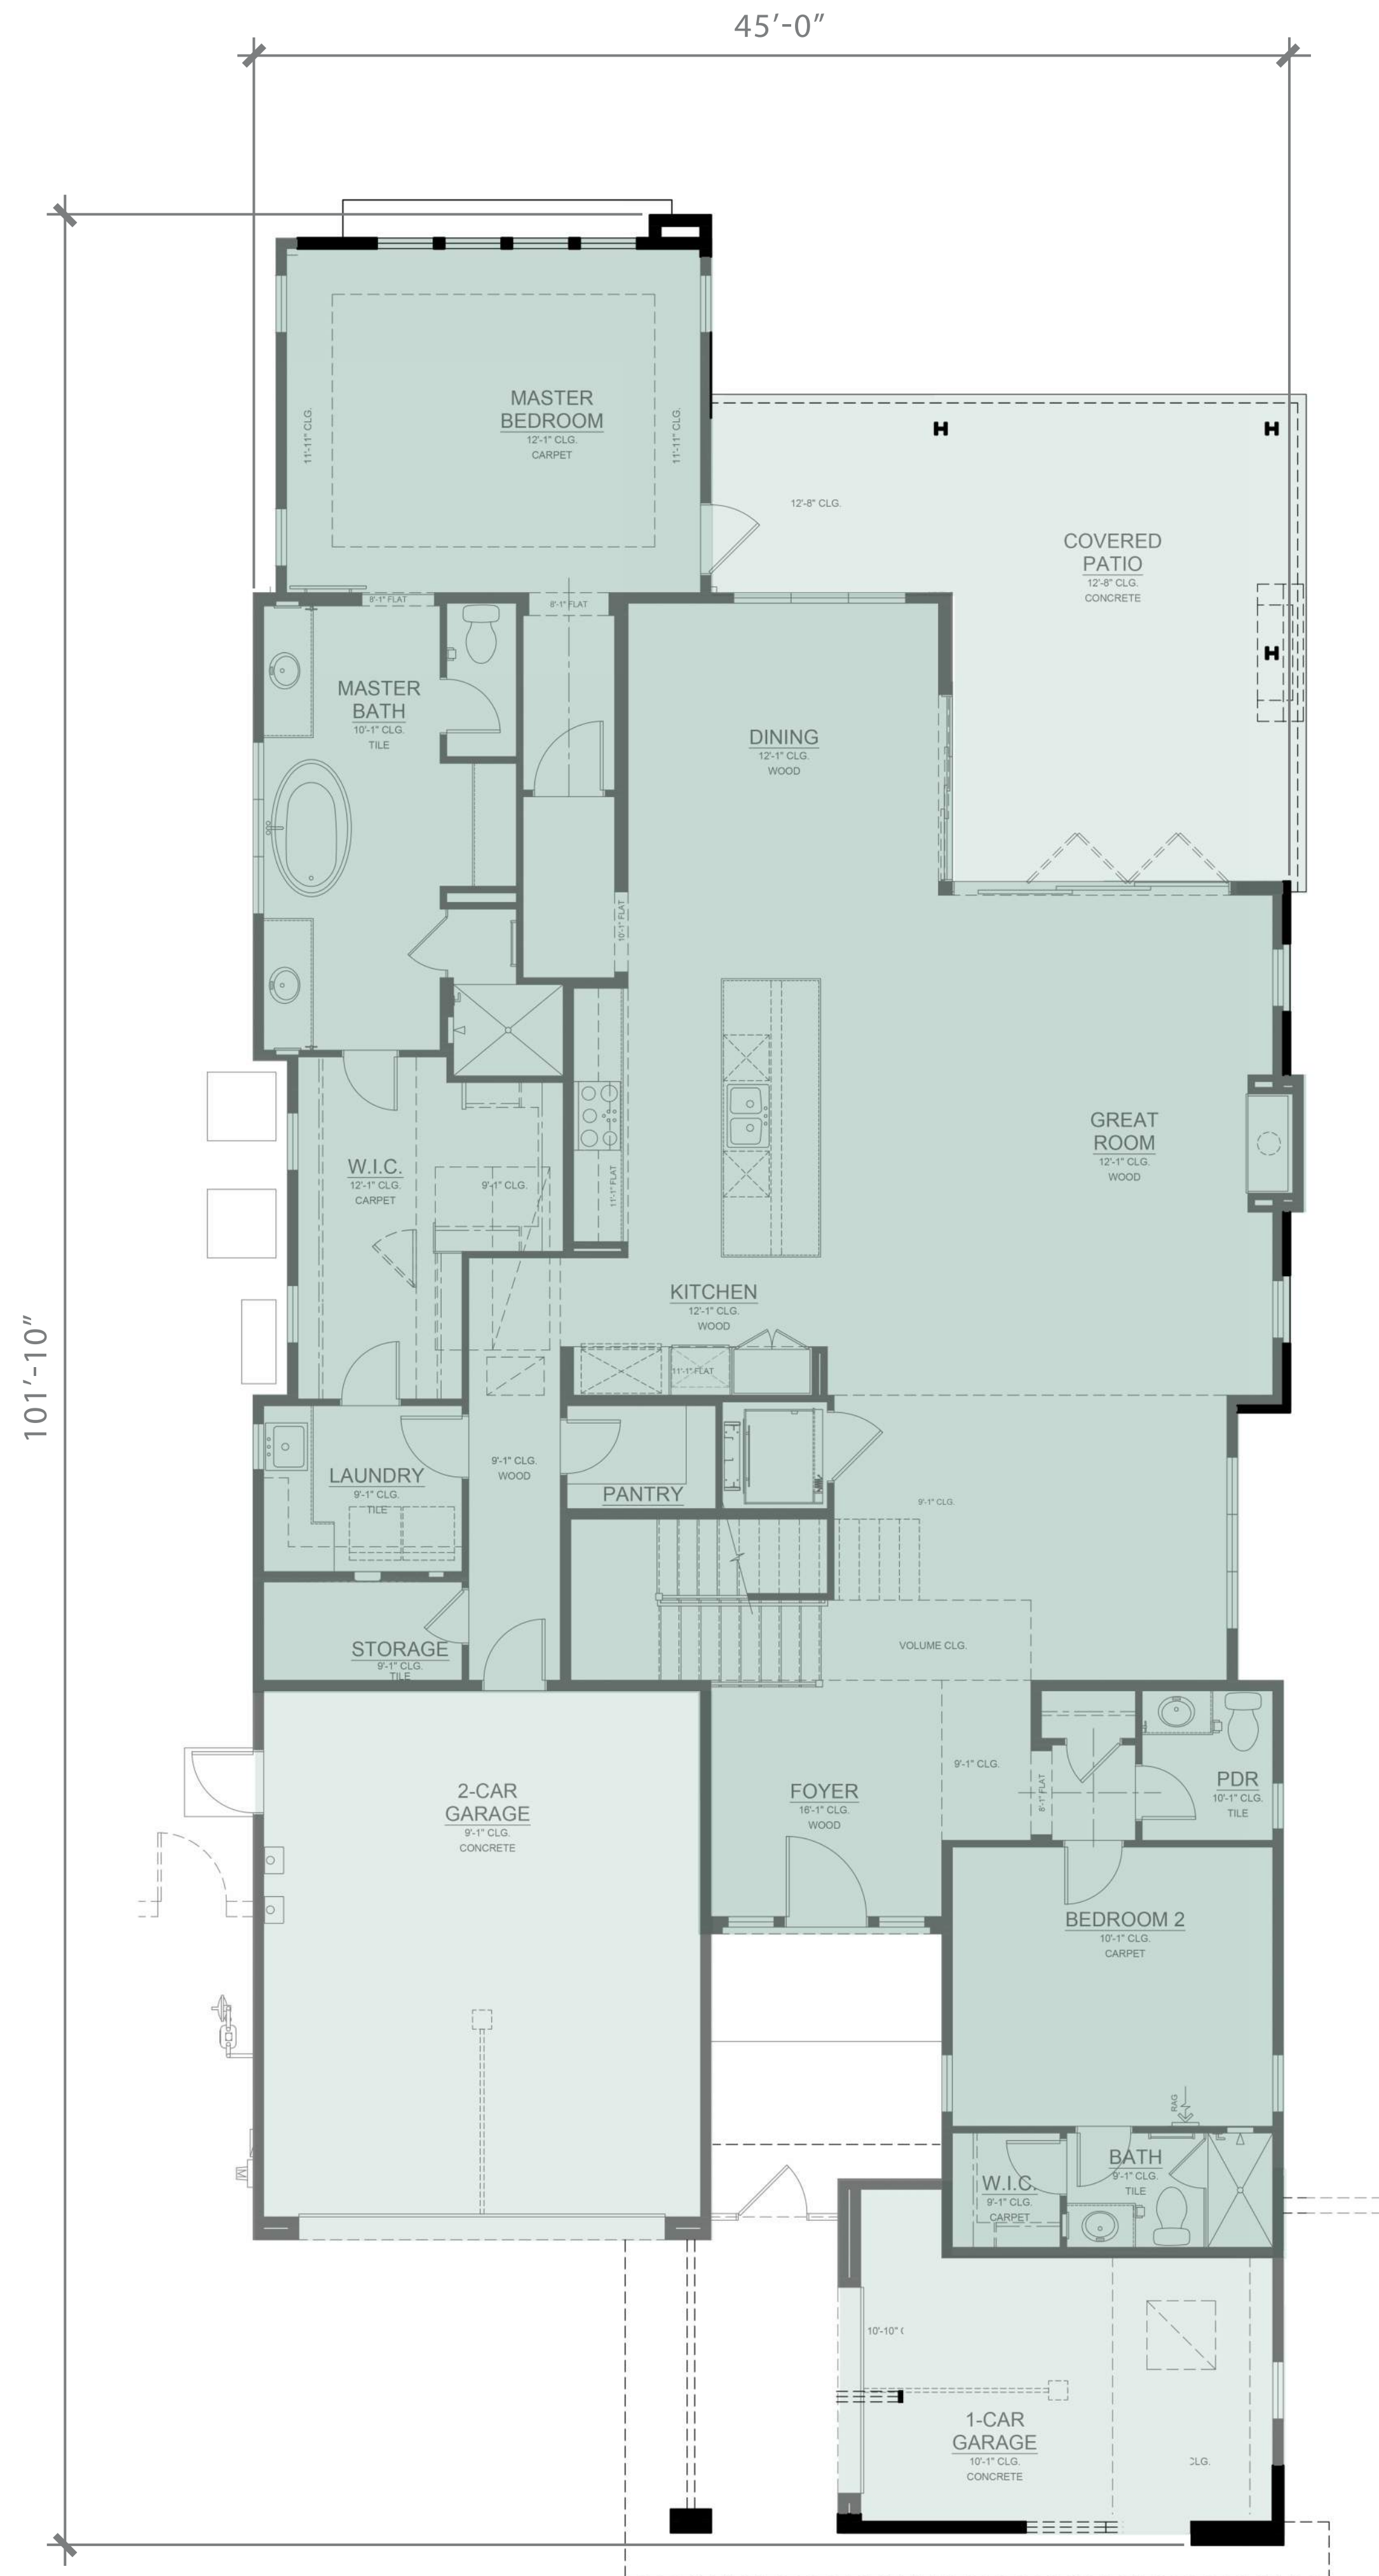 45'-0"
101'-10"
MASTER
BEDROOM
12'-1" CLG.
CARPET
11'-11" CLG.
11'-11" CLG.
12'-8" CLG.
COVERED
PATIO
12'-8" CLG.
CONCRETE
8'-1" FLAT
8'-1" FLAT
MASTER
BATH
10'-1" CLG.
TILE
DINING
12'-1" CLG.
WOOD
10'-1" FLAT
GREAT
ROOM
12'-1" CLG.
WOOD
W.I.C.
12'-1" CLG.
CARPET
9'-1" CLG.
11'-1" FLAT
KITCHEN
12'-1" CLG.
WOOD
11'-1" FLAT
9'-1" CLG.
WOOD
LAUNDRY
9'-1" CLG.
TILE
PANTRY
9'-1" CLG.
STORAGE
9'-1" CLG.
TILE
VOLUME CLG.
2-CAR
GARAGE
9'-1" CLG.
CONCRETE
FOYER
16'-1" CLG.
WOOD
9'-1" CLG.
8'-1" FLAT
PDR
10'-1" CLG.
TILE
BEDROOM 2
10'-1" CLG.
CARPET
RAG
BATH
9'-1" CLG.
TILE
W.I.C.
9'-1" CLG.
CARPET
M
10'-10"
1-CAR
GARAGE
10'-1" CLG.
CONCRETE
CLG.